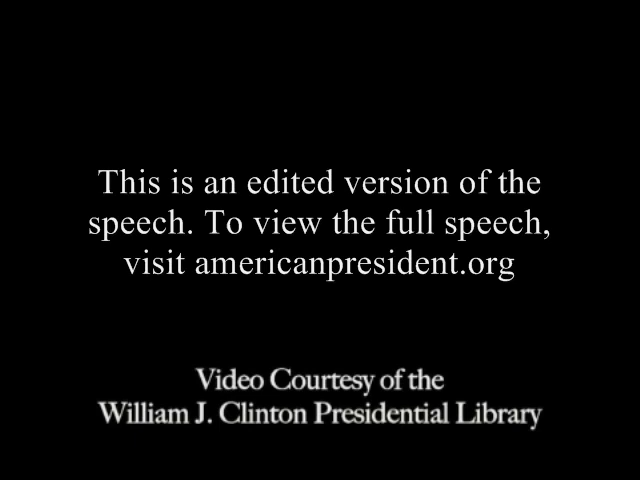 This is an edited version of the
speech. To view the full speech,
visit americanpresident.org
Video Courtesy of the
William J. Clinton Presidential Library